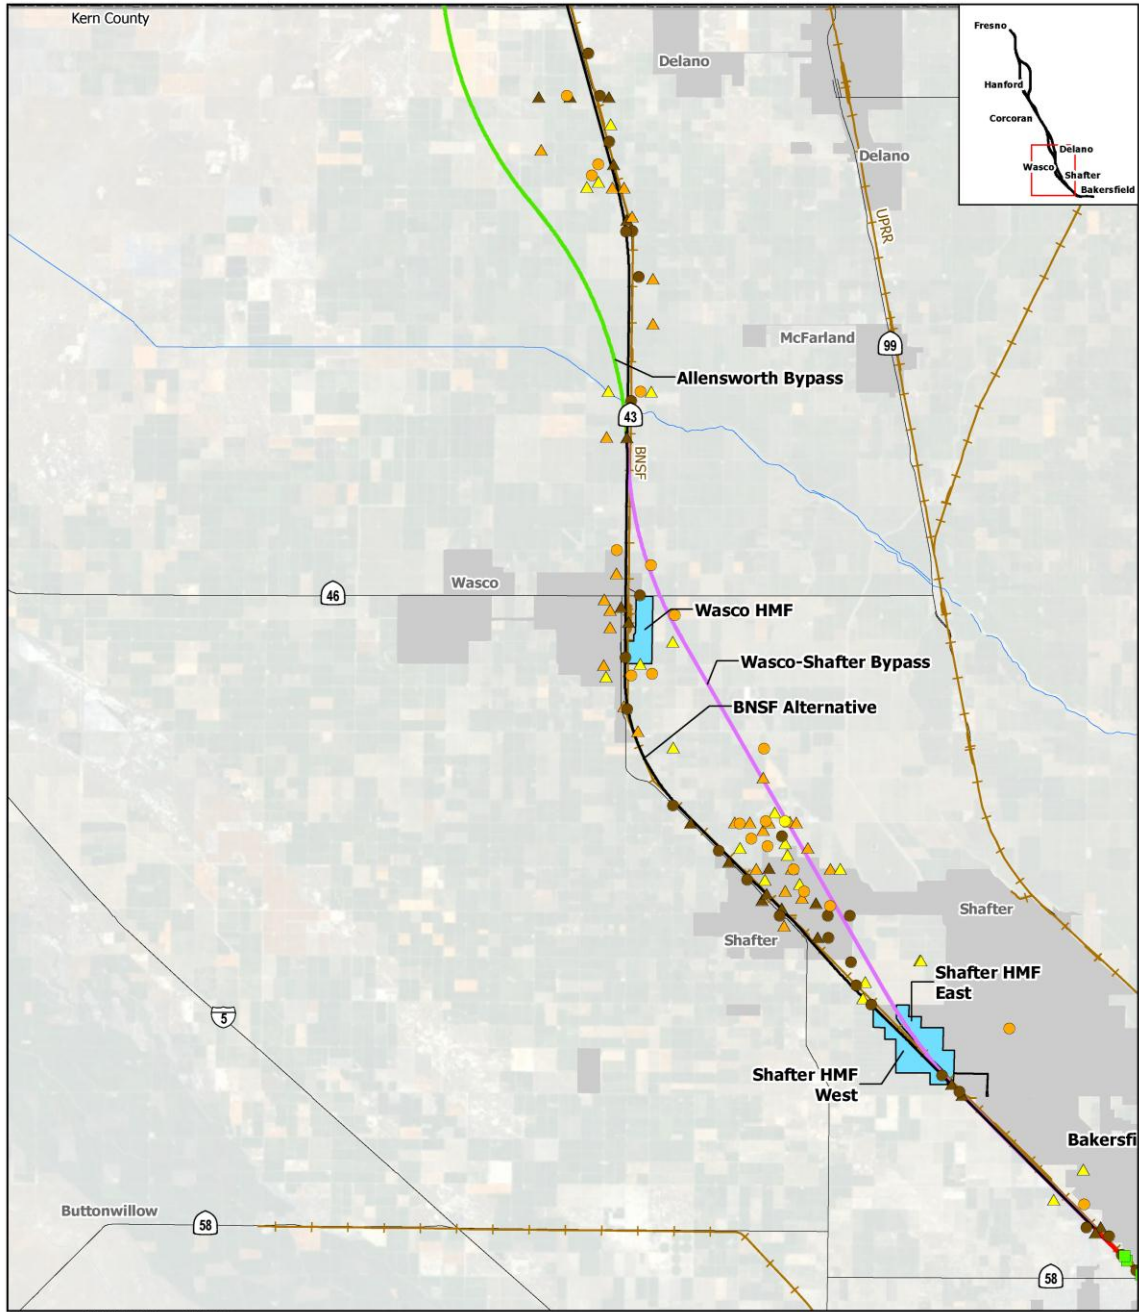 Kern County
Fresno
Hanford
Corcoran
Delano
Wasco
Shafter
Bakersfield
Delano
Delano
UPRR
McFarland
99
Allensworth Bypass
43
BNSF
Wasco
46
Wasco HMF
Wasco-Shafter Bypass
BNSF Alternative
Shafter
Shafter
Shafter HMF
East
5
Shafter HMF
West
Bakersfi
Buttonwillow
58
58